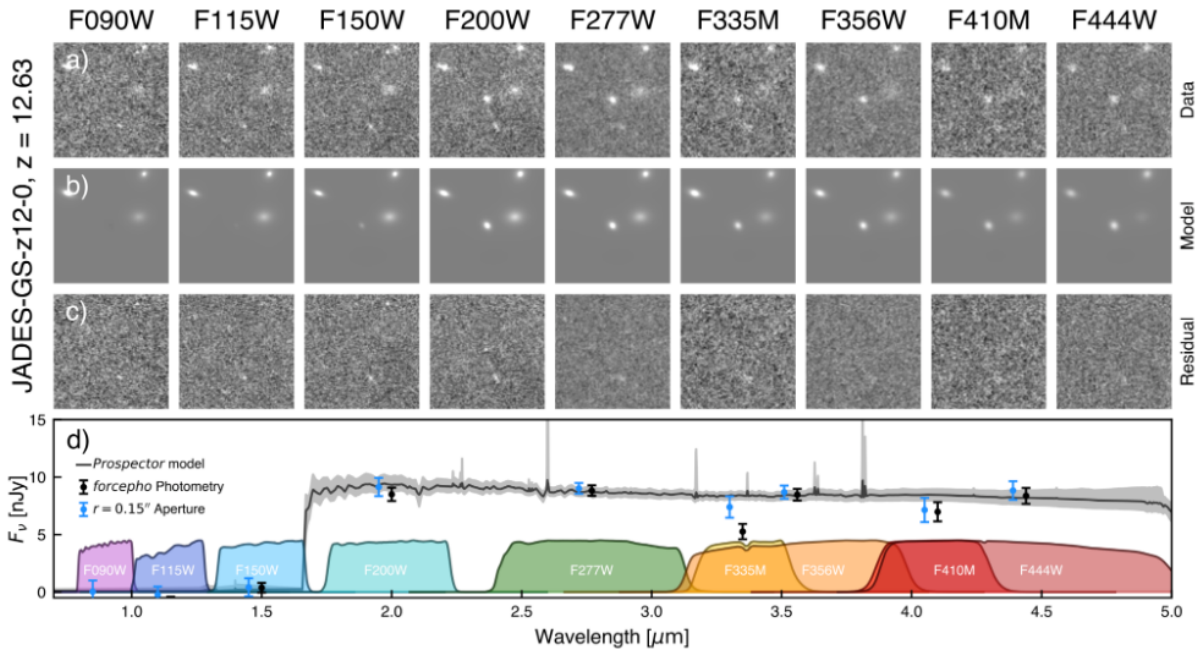 F090W F115W F150W F200W F277W F335M F356W F410M F444W
JADES-GS-z12-0, z = 12.63
a)
Data
b)
Model
c)
Residual
d)
15
10
5
0
F_ν [nJy]
Prospector model
forcepho Photometry
r = 0.15" Aperture
F090W F115W F150W F200W F277W F335M F356W F410M F444W
1.0 1.5 2.0 2.5 3.0 3.5 4.0 4.5 5.0
Wavelength [μm]